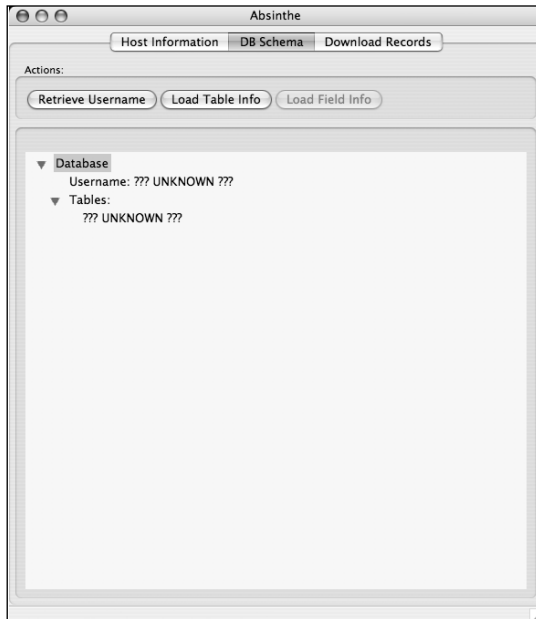 Absinthe
Host Information DB Schema Download Records
Actions:
Retrieve Username Load Table Info Load Field Info
Database
Username: ??? UNKNOWN ???
Tables:
??? UNKNOWN ???